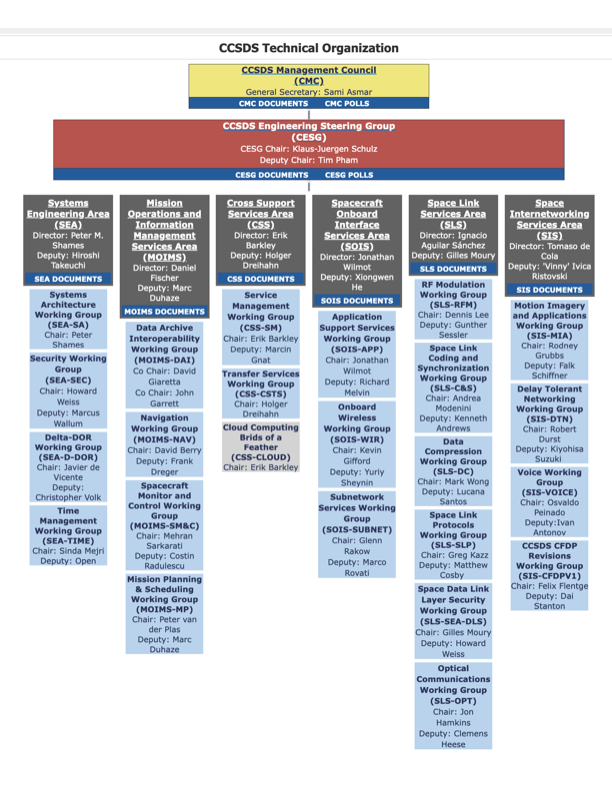 CCSDS Technical Organization
CCSDS Management Council
(CMC)
General Secretary: Sami Asmar
CMC DOCUMENTS CMC POLLS
CCSDS Engineering Steering Group
(CESG)
CESG Chair: Klaus-Juergen Schulz
Deputy Chair: Tim Pham
CESG DOCUMENTS CESG POLLS
Systems
Engineering Area
(SEA)
Director: Peter M.
Shames
Deputy: Hiroshi
Takeuchi
SEA DOCUMENTS
Systems
Architecture
Working Group
(SEA-SA)
Chair: Peter
Shames
Security Working
Group
(SEA-SEC)
Chair: Howard
Weiss
Deputy: Marcus
Wallum
Delta-DOR
Working Group
(SEA-D-DOR)
Chair: Javier de
Vicente
Deputy:
Christopher Volk
Time
Management
Working Group
(SEA-TIME)
Chair: Sinda Mejri
Deputy: Open
Mission
Operations and
Information
Management
Services Area
(MOIMS)
Director: Daniel
Fischer
Deputy: Marc
Duhaze
MOIMS DOCUMENTS
Data Archive
Interoperability
Working Group
(MOIMS-DAI)
Co Chair: David
Giaretta
Co Chair: John
Garrett
Navigation
Working Group
(MOIMS-NAV)
Chair: David Berry
Deputy: Frank
Dreger
Spacecraft
Monitor and
Control Working
Group
(MOIMS-SM&C)
Chair: Mehran
Sarkarati
Deputy: Costin
Radulescu
Mission Planning
& Scheduling
Working Group
(MOIMS-MP)
Chair: Peter van
der Plas
Deputy: Marc
Duhaze
Cross Support
Services Area
(CSS)
Director: Erik
Barkley
Deputy: Holger
Dreihahn
CSS DOCUMENTS
Service
Management
Working Group
(CSS-SM)
Chair: Erik Barkley
Deputy: Marcin
Gnat
Transfer Services
Working Group
(CSS-CSTS)
Chair: Holger
Dreihahn
Cloud Computing
Brids of a
Feather
(CSS-CLOUD)
Chair: Erik Barkley
Spacecraft
Onboard
Interface
Services Area
(SOIS)
Director: Jonathan
Wilmot
Deputy: Xiongwen
He
SOIS DOCUMENTS
Application
Support Services
Working Group
(SOIS-APP)
Chair: Jonathan
Wilmot
Deputy: Richard
Melvin
Onboard
Wireless
Working Group
(SOIS-WIR)
Chair: Kevin
Gifford
Deputy: Yuriy
Sheynin
Subnetwork
Services Working
Group
(SOIS-SUBNET)
Chair: Glenn
Rakow
Deputy: Marco
Rovati
Space Link
Services Area
(SLS)
Director: Ignacio
Aguilar Sánchez
Deputy: Gilles Moury
SLS DOCUMENTS
RF Modulation
Working Group
(SLS-RFM)
Chair: Dennis Lee
Deputy: Gunther
Sessler
Space Link
Coding and
Synchronization
Working Group
(SLS-C&S)
Chair: Andrea
Modenini
Deputy: Kenneth
Andrews
Data
Compression
Working Group
(SLS-DC)
Chair: Mark Wong
Deputy: Lucana
Santos
Space Link
Protocols
Working Group
(SLS-SLP)
Chair: Greg Kazz
Deputy: Matthew
Cosby
Space Data Link
Layer Security
Working Group
(SLS-SEA-DLS)
Chair: Gilles Moury
Deputy: Howard
Weiss
Optical
Communications
Working Group
(SLS-OPT)
Chair: Jon
Hamkins
Deputy: Clemens
Heese
Space
Internetworking
Services Area
(SIS)
Director: Tomaso de
Cola
Deputy: 'Vinny' Ivica
Ristovski
SIS DOCUMENTS
Motion Imagery
and Applications
Working Group
(SIS-MIA)
Chair: Rodney
Grubbs
Deputy: Falk
Schiffner
Delay Tolerant
Networking
Working Group
(SIS-DTN)
Chair: Robert
Durst
Deputy: Kiyohisa
Suzuki
Voice Working
Group
(SIS-VOICE)
Chair: Osvaldo
Peinado
Deputy:Ivan
Antonov
CCSDS CFDP
Revisions
Working Group
(SIS-CFDPV1)
Chair: Felix Flentge
Deputy: Dai
Stanton